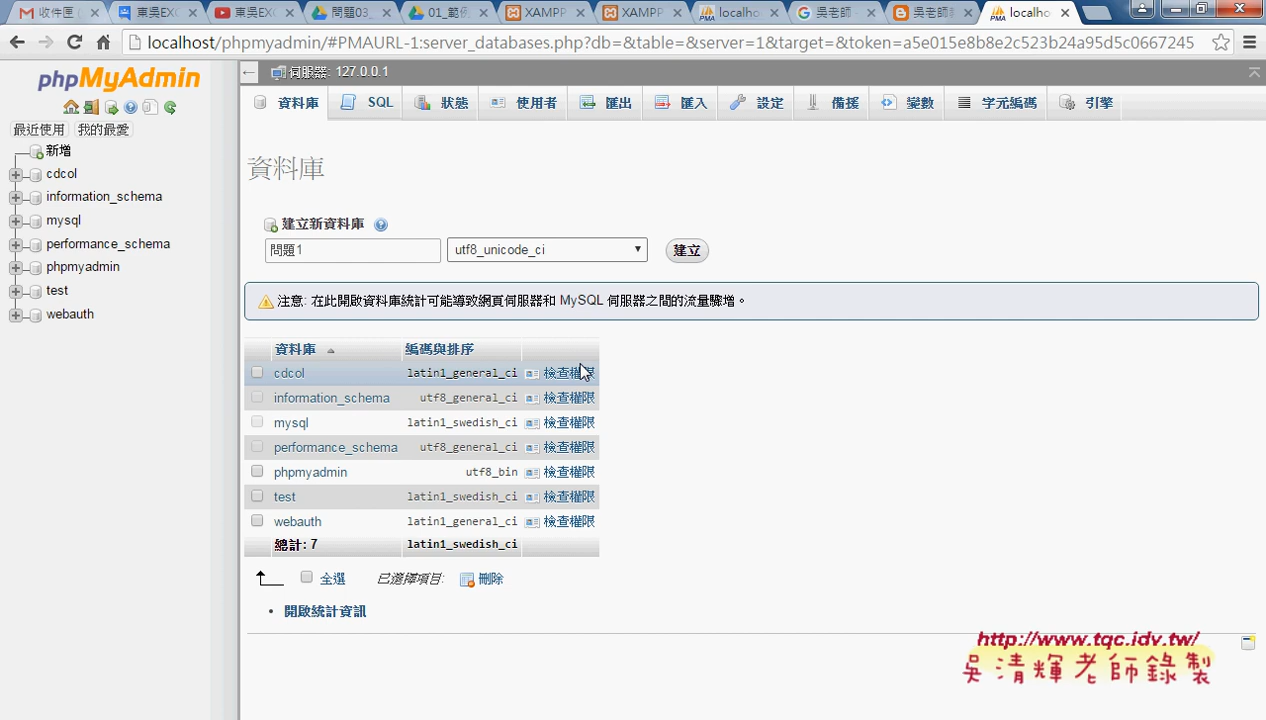 收件匣 (
東吳EXC
東吳EXC
問題03_
01_範例
XAMPP
XAMPP
localho
吳老師 -
吳老師教
localho
localhost/phpmyadmin/#PMAURL-1:server_databases.php?db=&table=&server=1&target=&token=a5e015e8b8e2c523b24a95d5c0667245
phpMyAdmin
最近使用 我的最愛
新增
cdcol
information_schema
mysql
performance_schema
phpmyadmin
test
webauth
伺服器: 127.0.0.1
資料庫 SQL 狀態 使用者 匯出 匯入 設定 備援 變數 字元編碼 引擎
資料庫
建立新資料庫
問題1 utf8_unicode_ci 建立
注意: 在此開啟資料庫統計可能導致網頁伺服器和 MySQL 伺服器之間的流量驟增。
資料庫 編碼與排序
cdcol latin1_general_ci 檢查權限
information_schema utf8_general_ci 檢查權限
mysql latin1_swedish_ci 檢查權限
performance_schema utf8_general_ci 檢查權限
phpmyadmin utf8_bin 檢查權限
test latin1_swedish_ci 檢查權限
webauth latin1_general_ci 檢查權限
總計: 7 latin1_swedish_ci
全選 已選擇項目: 刪除
開啟統計資訊
http://www.tqc.idv.tw/
吳清輝老師錄製